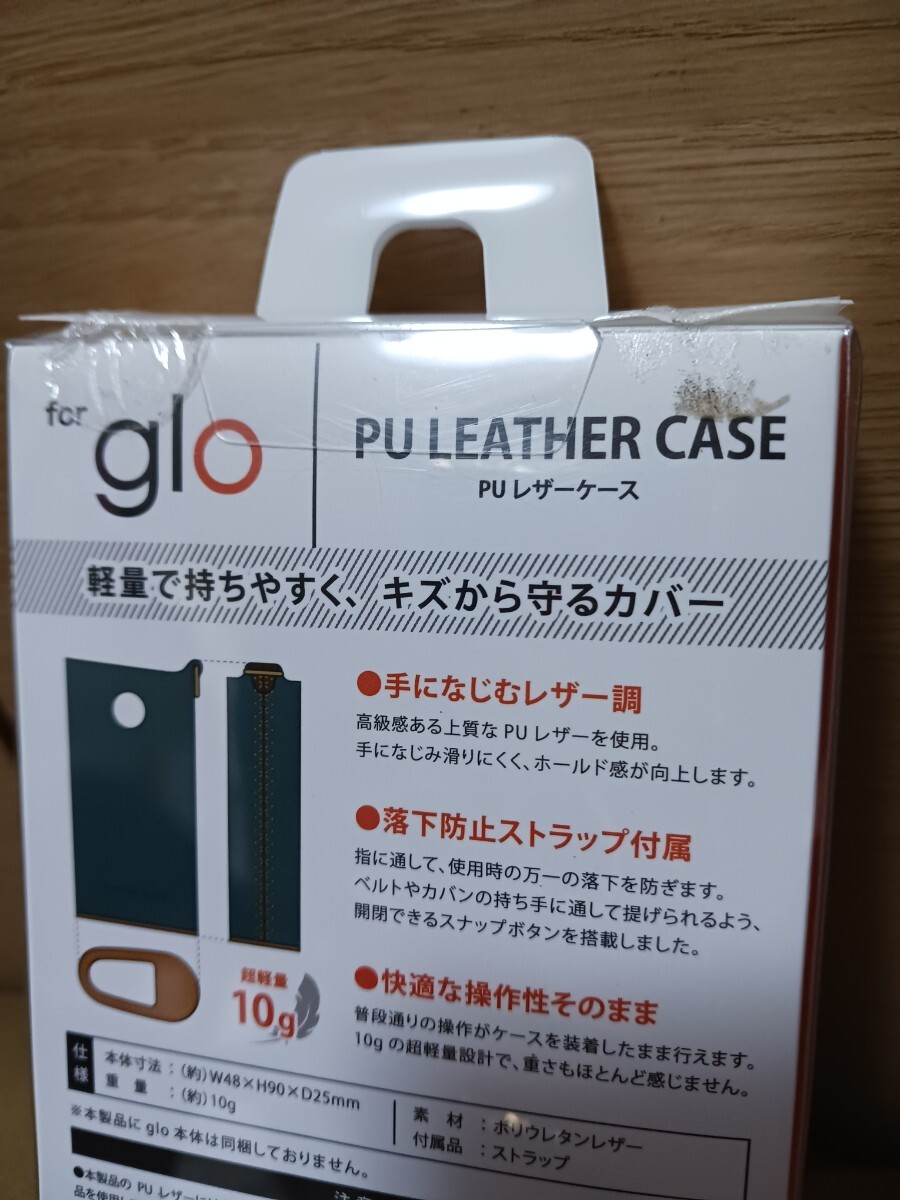 for glo
PU LEATHER CASE
PU レザーケース
軽量で持ちやすく、キズから守るカバー
●手になじむレザー調
高級感ある上質な PU レザーを使用。
手になじみ滑りにくく、ホールド感が向上します。
●落下防止ストラップ付属
指に通して、使用時の万一の落下を防ぎます。
ベルトやカバンの持ち手に通して提げられるよう、
開閉できるスナップボタンを搭載しました。
●快適な操作性そのまま
普段通りの操作がケースを装着したまま行えます。
10g の超軽量設計で、重さもほとんど感じません。
超軽量
10g
仕様
本体寸法：(約)W48×H90×D25mm
重量：(約)10g
素材：ポリウレタンレザー
付属品：ストラップ
※本製品に glo 本体は同梱しておりません。
●本製品の PU レザーに